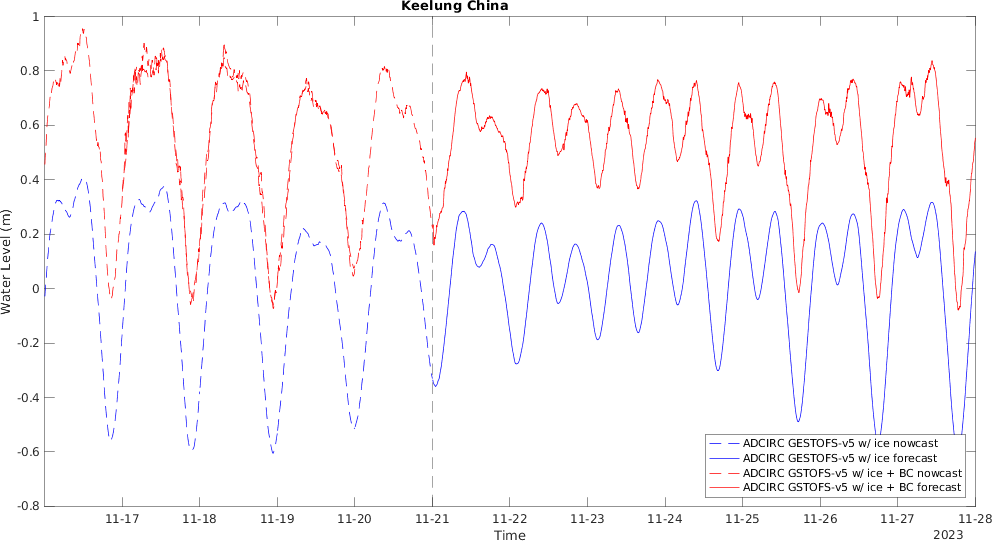 Keelung China
1
0.8
0.6
0.4
0.2
0
-0.2
-0.4
-0.6
-0.8
Water Level (m)
ADCIRC GESTOFS-v5 w/ ice nowcast
ADCIRC GESTOFS-v5 w/ ice forecast
ADCIRC GSTOFS-v5 w/ ice + BC nowcast
ADCIRC GSTOFS-v5 w/ ice + BC forecast
11-17 11-18 11-19 11-20 11-21 11-22 11-23 11-24 11-25 11-26 11-27 11-28
Time
2023